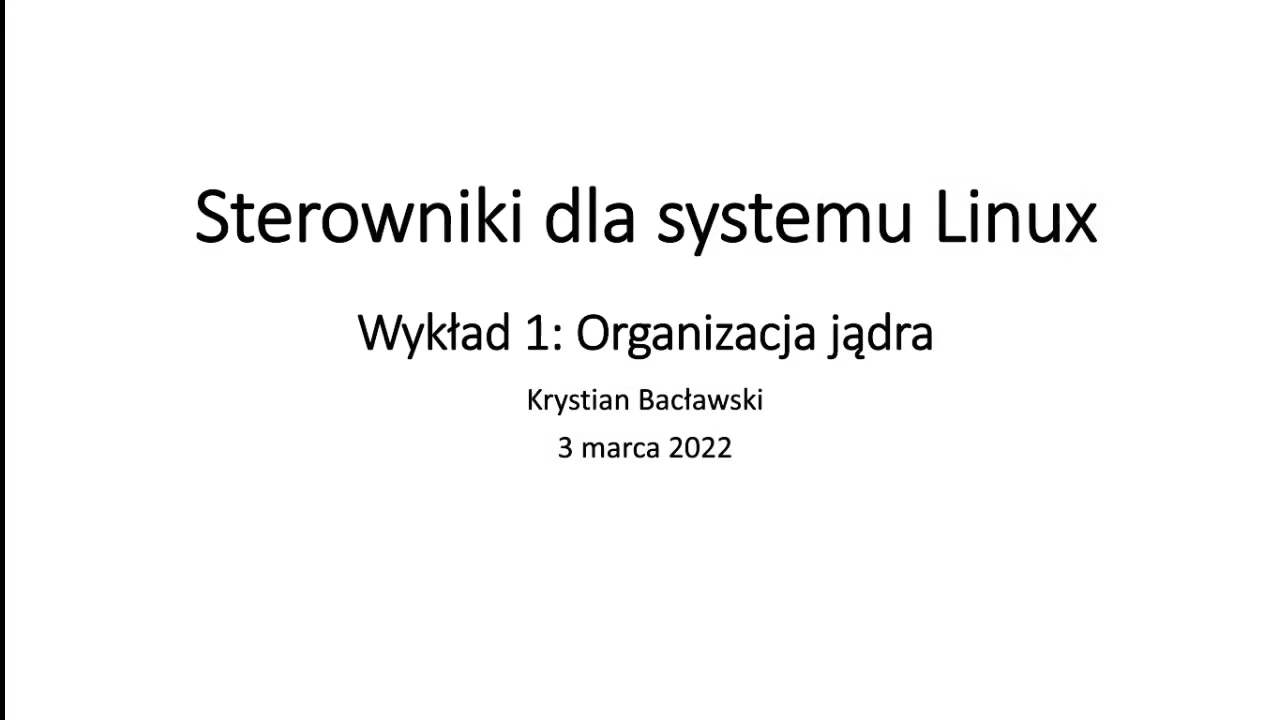 Sterowniki dla systemu Linux
Wykład 1: Organizacja jądra
Krystian Bacławski
3 marca 2022